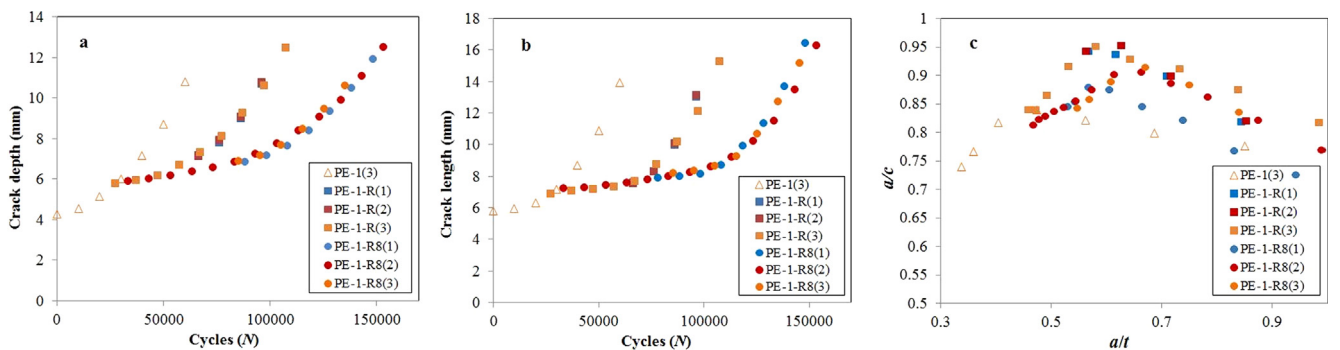 a
Crack depth (mm)
14
12
10
8
6
4
2
0
0
50000
100000
150000
Cycles (N)
PE-1(3)
PE-1-R(1)
PE-1-R(2)
PE-1-R(3)
PE-1-R8(1)
PE-1-R8(2)
PE-1-R8(3)
b
Crack length (mm)
18
16
14
12
10
8
6
4
2
0
0
50000
100000
150000
Cycles (N)
PE-1(3)
PE-1-R(1)
PE-1-R(2)
PE-1-R(3)
PE-1-R8(1)
PE-1-R8(2)
PE-1-R8(3)
c
a/c
1
0.95
0.9
0.85
0.8
0.75
0.7
0.65
0.6
0.55
0.5
0.3
0.5
0.7
0.9
a/t
PE-1(3)
PE-1-R(1)
PE-1-R(2)
PE-1-R(3)
PE-1-R8(1)
PE-1-R8(2)
PE-1-R8(3)